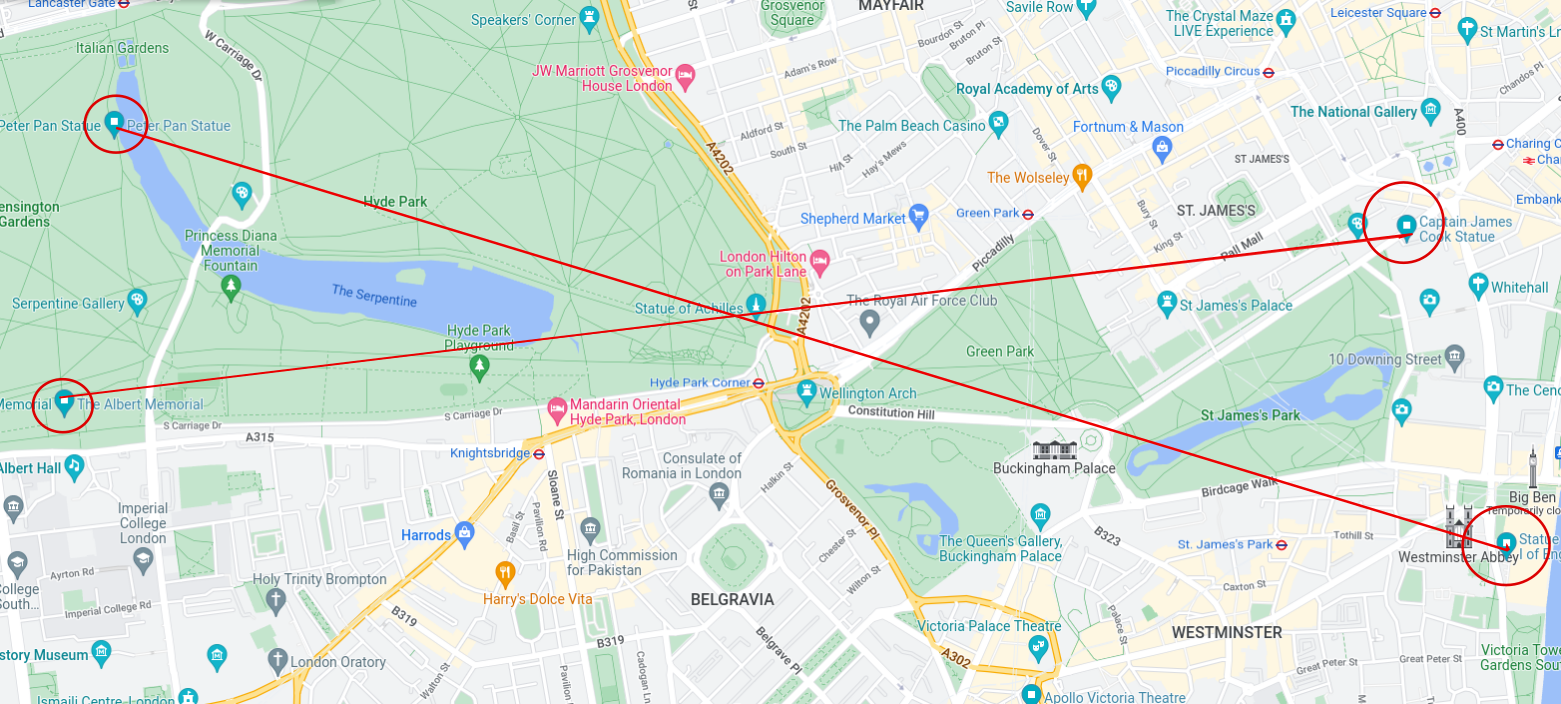 Lancaster Gate
Speakers' Corner
Grosvenor
Square
MAYFAIR
Savile Row
The Crystal Maze
LIVE Experience
Leicester Square
St Martin's Ln
Italian Gardens
W Carriage Dr
Bourdon St
Bruton Pl
Bruton St
Adam's Row
JW Marriott Grosvenor
House London
Piccadilly Circus
Chandos Pl
Royal Academy of Arts
The National Gallery
A400
Peter Pan Statue
Peter Pan Statue
The Palm Beach Casino
Fortnum & Mason
Aldford St
South St
Hill St
Hay's Mews
Dover St
A4202
Charing C
Cha
ST JAMES'S
The Wolseley
Hyde Park
ensington
Gardens
Embank
Shepherd Market
Green Park
Bury St
ST. JAMES'S
King St
Pall Mall
Captain James
Cook Statue
Princess Diana
Memorial
Fountain
Piccadilly
London Hilton
on Park Lane
The Serpentine
Serpentine Gallery
Statue of Achilles
A4202
The Royal Air Force Club
St James's Palace
Whitehall
Hyde Park
Playground
Green Park
10 Downing Street
Hyde Park Corner
Wellington Arch
The Cen
Memorial
The Albert Memorial
S Carriage Dr
S Carriage Dr
Mandarin Oriental
Hyde Park, London
Constitution Hill
St James's Park
A315
Knightsbridge
Consulate of
Romania in London
Halkin St
Buckingham Palace
Albert Hall
Sloane St
Grosvenor Pl
Birdcage Walk
Big Ben
Temporarily clo
Imperial
College
London
Basil St
Pavilion Rd
Harrods
High Commission
for Pakistan
Chester St
The Queen's Gallery,
Buckingham Palace
B323
St. James's Park
Tothill St
Westminster Abbey
Statue
l of En
Ayrton Rd
College
South...
Imperial College Rd
Holy Trinity Brompton
Harry's Dolce Vita
BELGRAVIA
Wilton St
Caxton St
B319
B319
Belgrave Pl
Victoria Palace Theatre
Palace St
WESTMINSTER
story Museum
London Oratory
Walton St
Pavilion
Cadogan Ln
A302
Great Peter St
Great Peter St
Victoria Towe
Gardens Sou
Ismaili Centre, London
Apollo Victoria Theatre